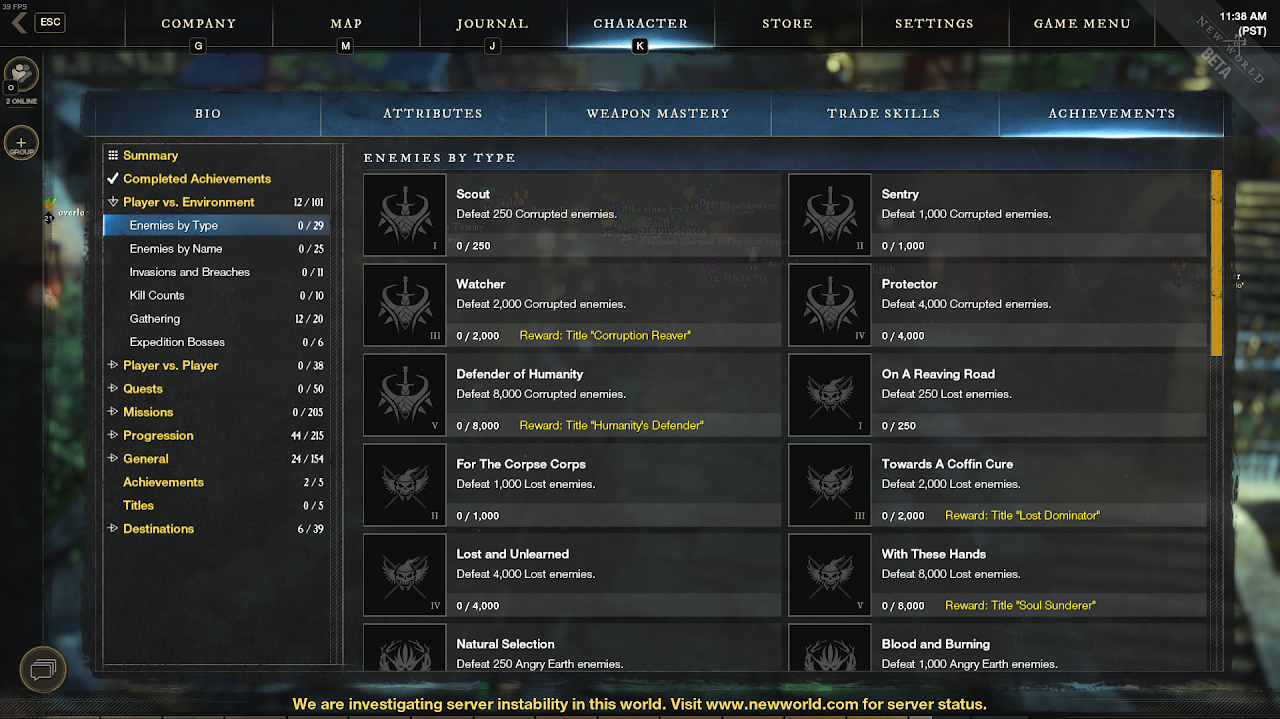 39 FPS
ESC
COMPANY
MAP
JOURNAL
CHARACTER
STORE
SETTINGS
GAME MENU
11:38 AM
(PST)
G
M
J
K
NEW WORLD
BETA
O
2 ONLINE
GROUP
BIO
ATTRIBUTES
WEAPON MASTERY
TRADE SKILLS
ACHIEVEMENTS
Summary
Completed Achievements
Player vs. Environment 12 / 101
Enemies by Type 0 / 29
Enemies by Name 0 / 25
Invasions and Breaches 0 / 11
Kill Counts 0 / 10
Gathering 12 / 20
Expedition Bosses 0 / 6
Player vs. Player 0 / 38
Quests 0 / 50
Missions 0 / 205
Progression 44 / 215
General 24 / 154
Achievements 2 / 5
Titles 0 / 5
Destinations 6 / 39
21 overlo
ENEMIES BY TYPE
Scout
Defeat 250 Corrupted enemies.
I
0 / 250
Sentry
Defeat 1,000 Corrupted enemies.
II
0 / 1,000
Watcher
Defeat 2,000 Corrupted enemies.
III
0 / 2,000 Reward: Title "Corruption Reaver"
Protector
Defeat 4,000 Corrupted enemies.
IV
0 / 4,000
Defender of Humanity
Defeat 8,000 Corrupted enemies.
V
0 / 8,000 Reward: Title "Humanity's Defender"
On A Reaving Road
Defeat 250 Lost enemies.
I
0 / 250
For The Corpse Corps
Defeat 1,000 Lost enemies.
II
0 / 1,000
Towards A Coffin Cure
Defeat 2,000 Lost enemies.
III
0 / 2,000 Reward: Title "Lost Dominator"
Lost and Unlearned
Defeat 4,000 Lost enemies.
IV
0 / 4,000
With These Hands
Defeat 8,000 Lost enemies.
V
0 / 8,000 Reward: Title "Soul Sunderer"
Natural Selection
Defeat 250 Angry Earth enemies.
Blood and Burning
Defeat 1,000 Angry Earth enemies.
We are investigating server instability in this world. Visit www.newworld.com for server status.